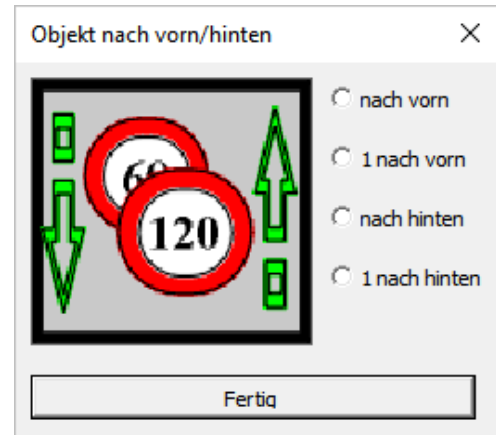 Objekt nach vorn/hinten
nach vorn
1 nach vorn
nach hinten
1 nach hinten
60
120
Fertig